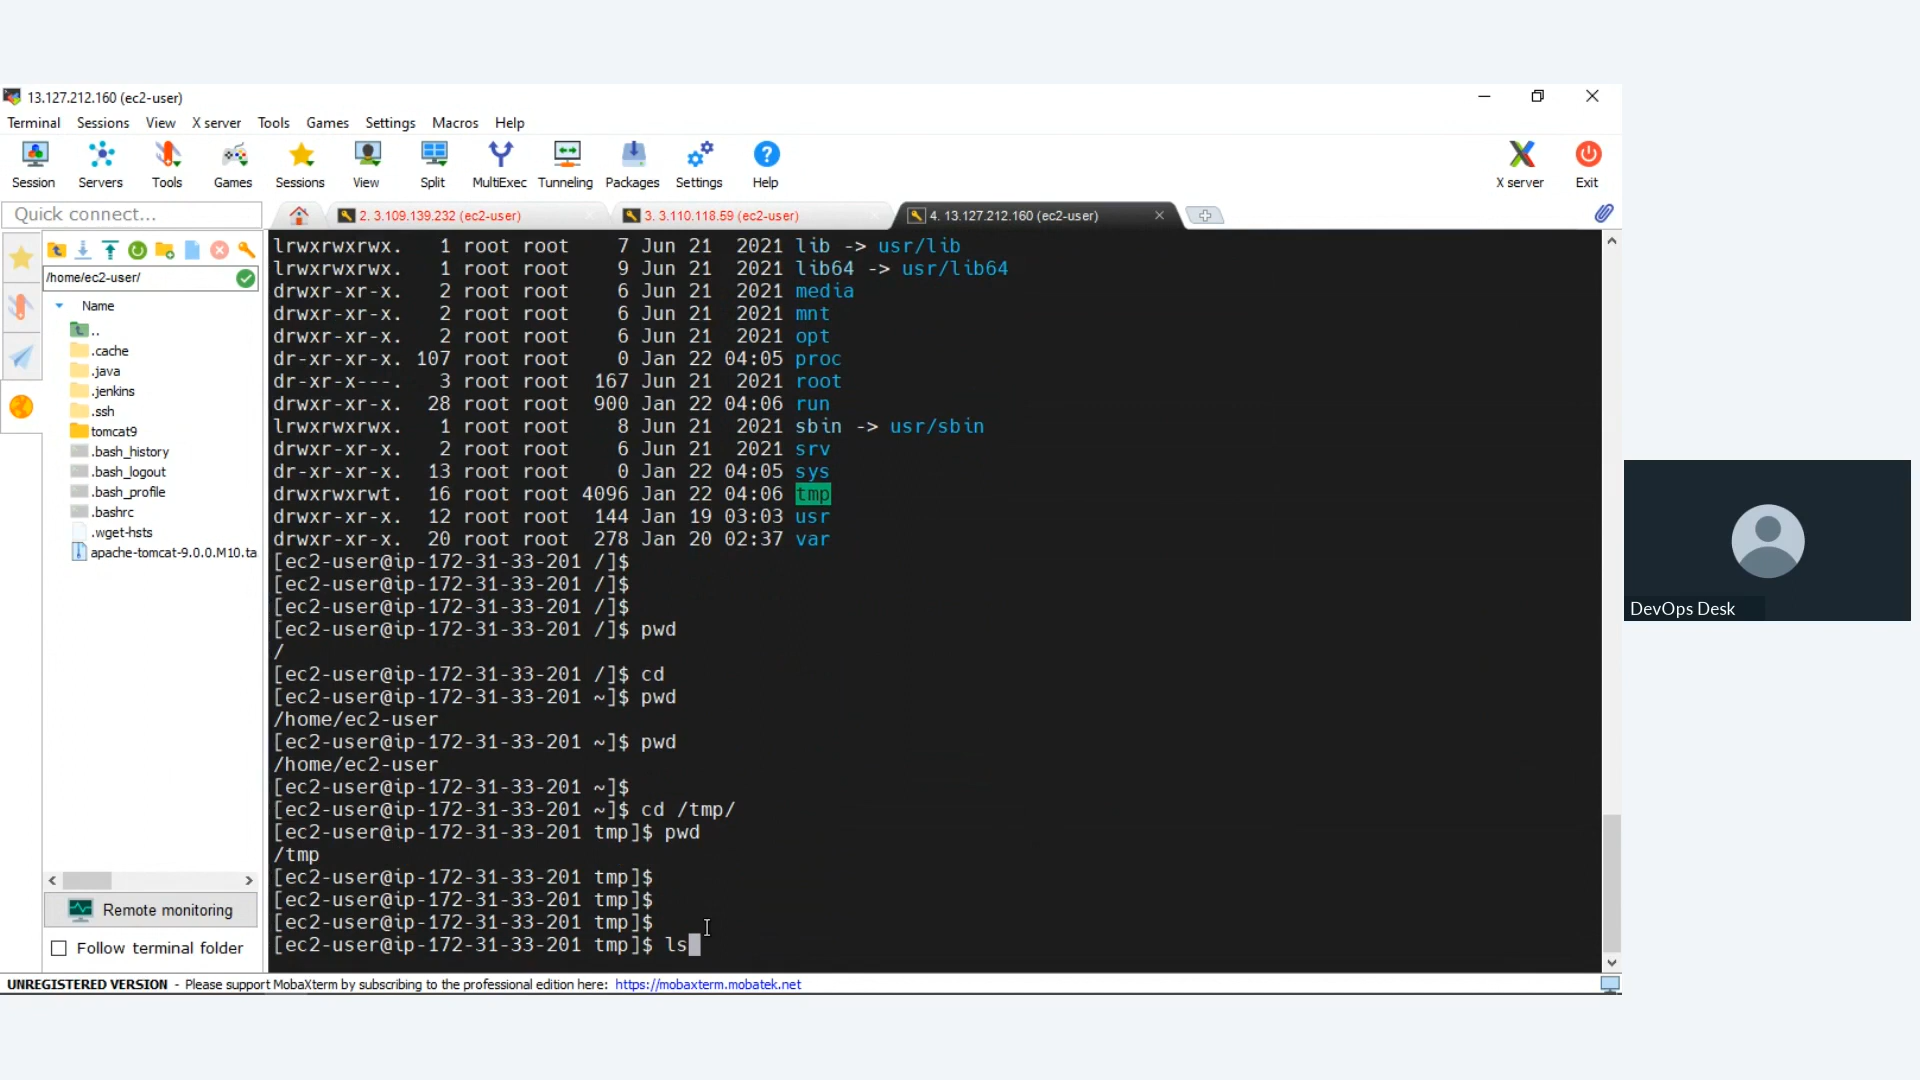 13.127.212.160 (ec2-user)
Terminal Sessions View X server Tools Games Settings Macros Help
Session Servers Tools Games Sessions View Split MultiExec Tunneling Packages Settings Help X server Exit
Quick connect...
2. 3.109.139.232 (ec2-user)
3. 3.110.118.59 (ec2-user)
4. 13.127.212.160 (ec2-user)
/home/ec2-user/
Name
..
.cache
.java
.jenkins
.ssh
tomcat9
.bash_history
.bash_logout
.bash_profile
.bashrc
.wget-hsts
apache-tomcat-9.0.0.M10.ta
Remote monitoring
Follow terminal folder
lrwxrwxrwx.   1 root root    7 Jun 21  2021 lib -> usr/lib
lrwxrwxrwx.   1 root root    9 Jun 21  2021 lib64 -> usr/lib64
drwxr-xr-x.   2 root root    6 Jun 21  2021 media
drwxr-xr-x.   2 root root    6 Jun 21  2021 mnt
drwxr-xr-x.   2 root root    6 Jun 21  2021 opt
dr-xr-xr-x. 107 root root    0 Jan 22 04:05 proc
dr-xr-x---.   3 root root  167 Jun 21  2021 root
drwxr-xr-x.  28 root root  900 Jan 22 04:06 run
lrwxrwxrwx.   1 root root    8 Jun 21  2021 sbin -> usr/sbin
drwxr-xr-x.   2 root root    6 Jun 21  2021 srv
dr-xr-xr-x.  13 root root    0 Jan 22 04:05 sys
drwxrwxrwt.  16 root root 4096 Jan 22 04:06 tmp
drwxr-xr-x.  12 root root  144 Jan 19 03:03 usr
drwxr-xr-x.  20 root root  278 Jan 20 02:37 var
[ec2-user@ip-172-31-33-201 /]$
[ec2-user@ip-172-31-33-201 /]$
[ec2-user@ip-172-31-33-201 /]$
[ec2-user@ip-172-31-33-201 /]$ pwd
/
[ec2-user@ip-172-31-33-201 /]$ cd
[ec2-user@ip-172-31-33-201 ~]$ pwd
/home/ec2-user
[ec2-user@ip-172-31-33-201 ~]$ pwd
/home/ec2-user
[ec2-user@ip-172-31-33-201 ~]$
[ec2-user@ip-172-31-33-201 ~]$ cd /tmp/
[ec2-user@ip-172-31-33-201 tmp]$ pwd
/tmp
[ec2-user@ip-172-31-33-201 tmp]$
[ec2-user@ip-172-31-33-201 tmp]$
[ec2-user@ip-172-31-33-201 tmp]$
[ec2-user@ip-172-31-33-201 tmp]$ ls
UNREGISTERED VERSION - Please support MobaXterm by subscribing to the professional edition here: https://mobaxterm.mobatek.net
DevOps Desk